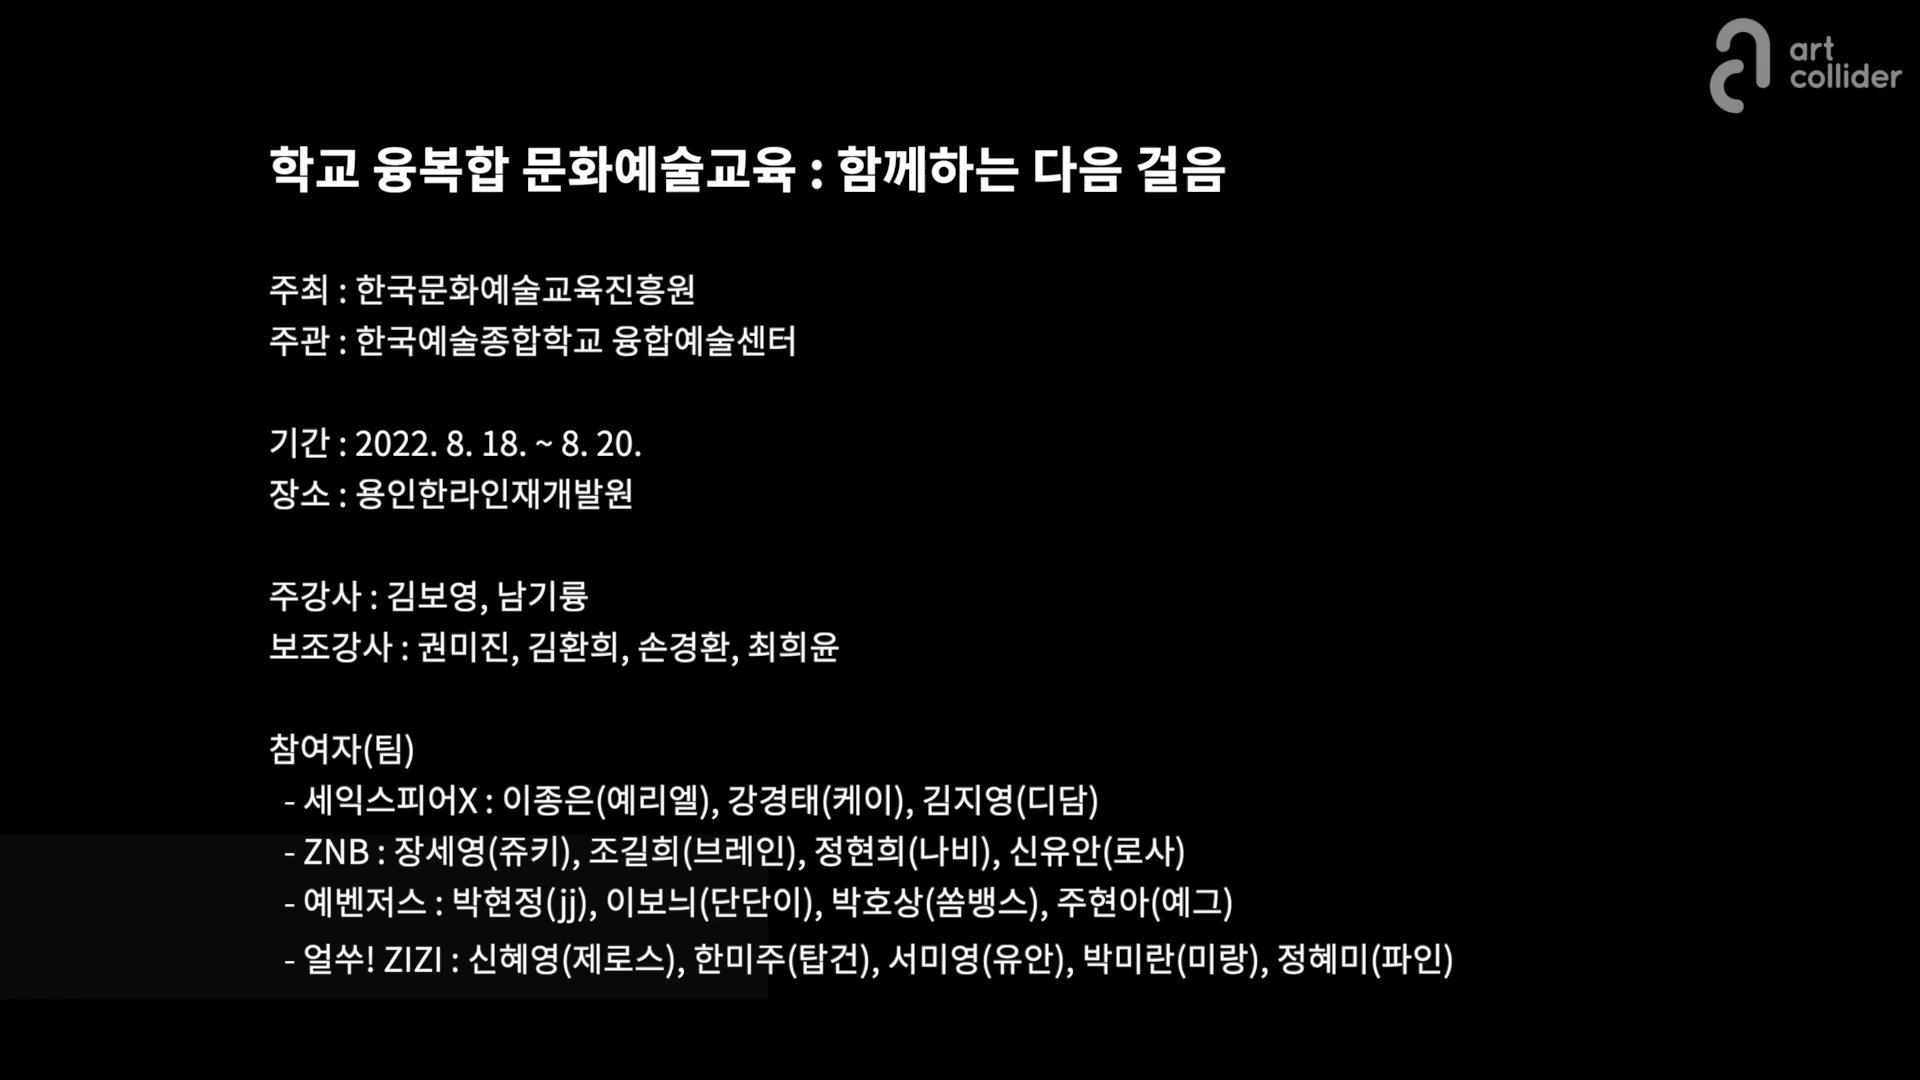 art
collider
학교 융복합 문화예술교육 : 함께하는 다음 걸음
주최 : 한국문화예술교육진흥원
주관 : 한국예술종합학교 융합예술센터
기간 : 2022. 8. 18. ~ 8. 20.
장소 : 용인한라인재개발원
주강사 : 김보영, 남기륭
보조강사 : 권미진, 김환희, 손경환, 최희윤
참여자(팀)
- 세익스피어X : 이종은(예리엘), 강경태(케이), 김지영(디담)
- ZNB : 장세영(쥬키), 조길희(브레인), 정현희(나비), 신유안(로사)
- 예벤저스 : 박현정(jj), 이보늬(단단이), 박호상(쏨뱅스), 주현아(예그)
- 얼쑤! ZIZI : 신혜영(제로스), 한미주(탑건), 서미영(유안), 박미란(미랑), 정혜미(파인)